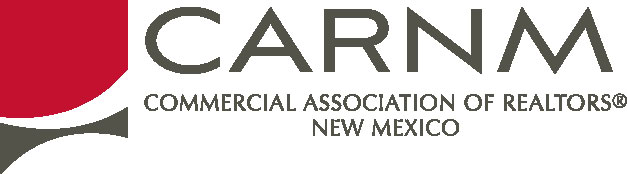 CARNM
COMMERCIAL ASSOCIATION OF REALTORS®
NEW MEXICO